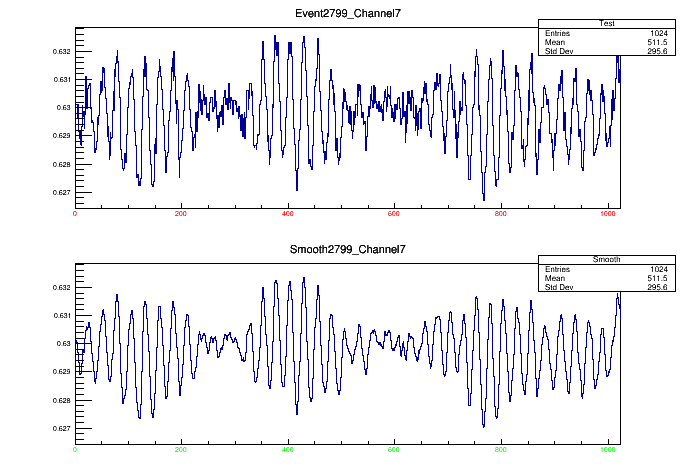 Event2799_Channel7
Test
Entries 1024
Mean 511.5
Std Dev 295.6
0.632
0.631
0.63
0.629
0.628
0.627
0 200 400 600 800 1000
Smooth2799_Channel7
Smooth
Entries 1024
Mean 511.5
Std Dev 295.6
0.632
0.631
0.63
0.629
0.628
0.627
0 200 400 600 800 1000